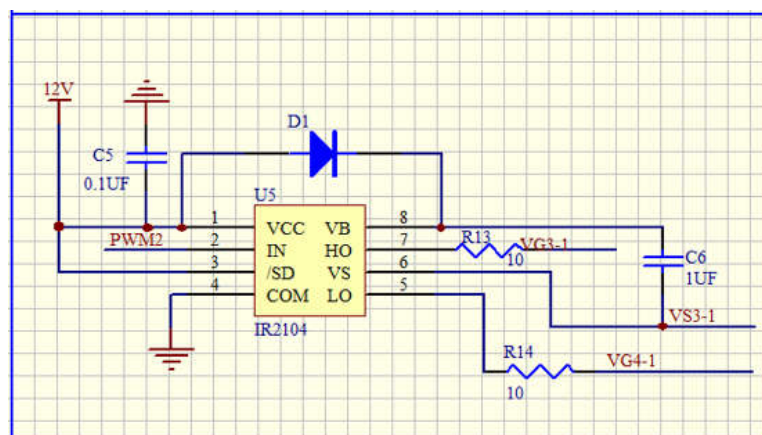 12V
C5
0.1UF
D1
U5
1 VCC VB 8
PWM2 2 IN HO 7 R13 10 VG3-1
3 /SD VS 6
4 COM LO 5
IR2104
C6
1UF
VS3-1
R14
10
VG4-1